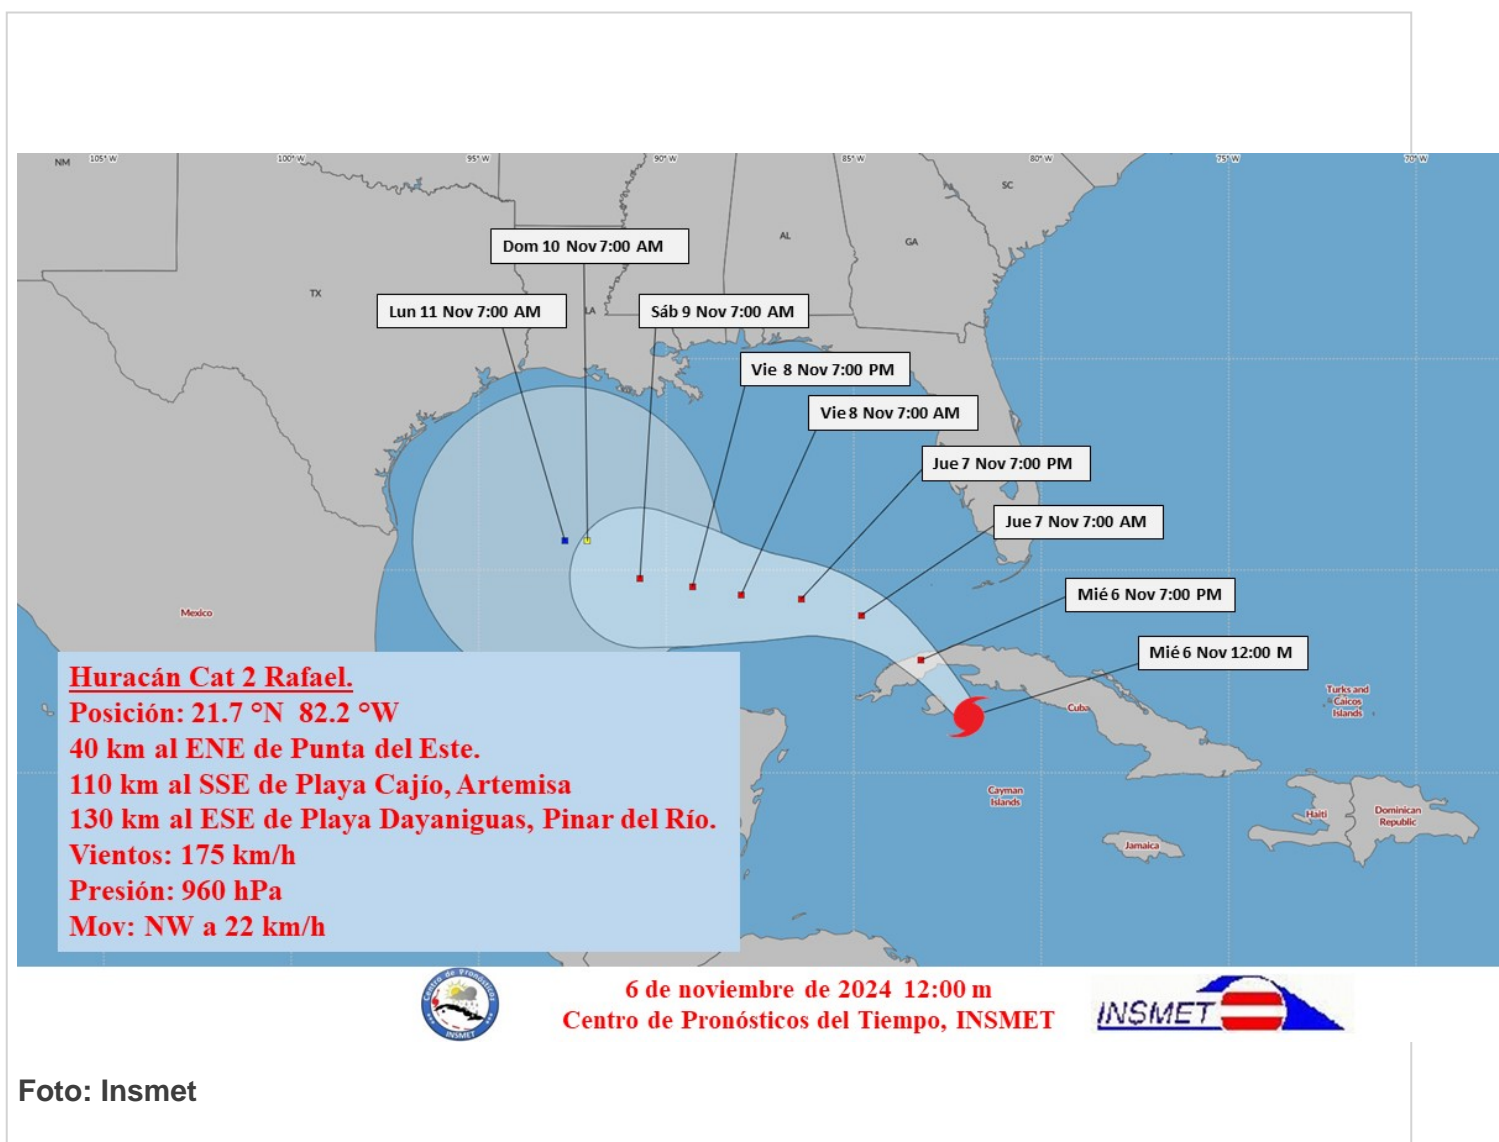 105° W
100° W
95° W
90° W
85° W
80° W
75° W
70° W
NM
SC
Dom 10 Nov 7:00 AM
AL
GA
TX
Lun 11 Nov 7:00 AM
LA
Sáb 9 Nov 7:00 AM
Vie 8 Nov 7:00 PM
Vie 8 Nov 7:00 AM
Jue 7 Nov 7:00 PM
Jue 7 Nov 7:00 AM
Mié 6 Nov 7:00 PM
Mexico
Mié 6 Nov 12:00 M
Turks and
Caicos
Islands
Cuba
Cayman
Islands
Haiti
Dominican
Republic
Jamaica
Huracán Cat 2 Rafael.
Posición: 21.7 °N 82.2 °W
40 km al ENE de Punta del Este.
110 km al SSE de Playa Cajío, Artemisa
130 km al ESE de Playa Dayaniguas, Pinar del Río.
Vientos: 175 km/h
Presión: 960 hPa
Mov: NW a 22 km/h
Centro de Pronósticos
INSMET
6 de noviembre de 2024 12:00 m
Centro de Pronósticos del Tiempo, INSMET
INSMET
Foto: Insmet